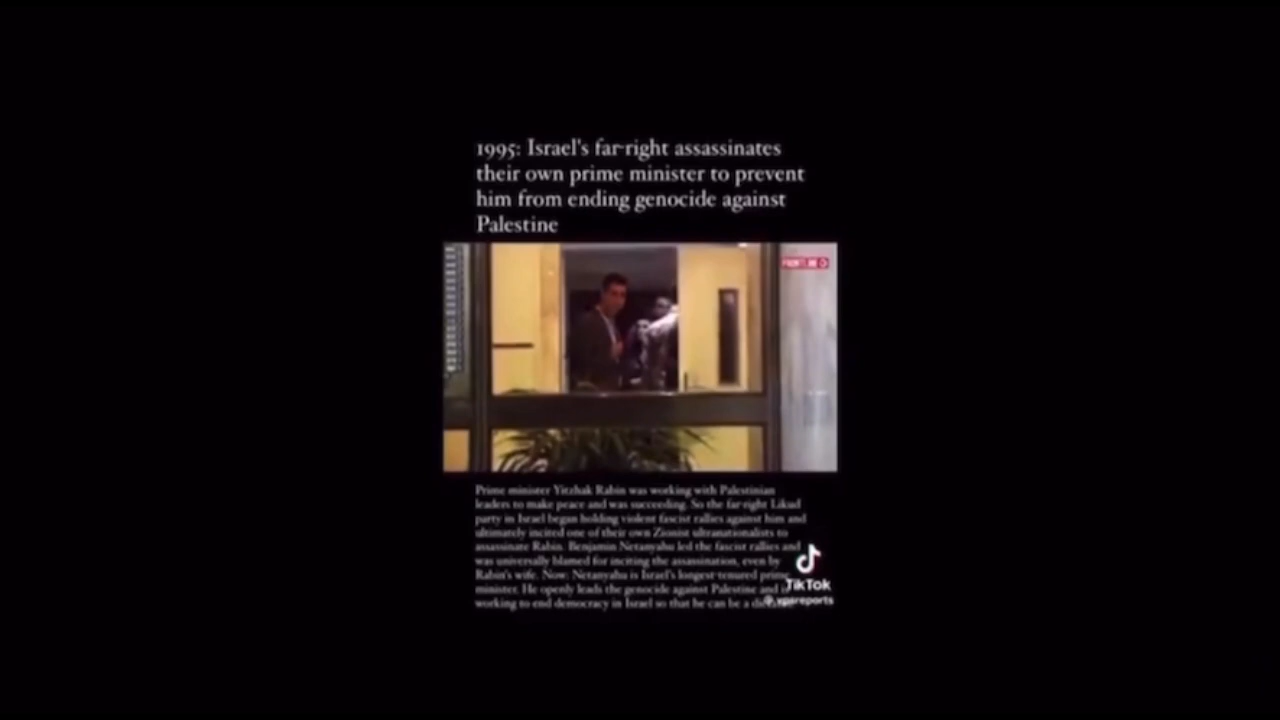 1995: Israel's far-right assassinates
their own prime minister to prevent
him from ending genocide against
Palestine
FRONTLINE
Prime minister Yitzhak Rabin was working with Palestinian
leaders to make peace and was succeeding. So the far-right Likud
party in Israel began holding violent fascist rallies against him and
ultimately incited one of their own Zionist ultranationalists to
assassinate Rabin. Benjamin Netanyahu led the fascist rallies and
was universally blamed for inciting the assassination, even by
Rabin's wife. Now: Netanyahu is Israel's longest-tenured prime
minister. He openly leads the genocide against Palestine and
working to end democracy in Israel so that he can be a
TikTok